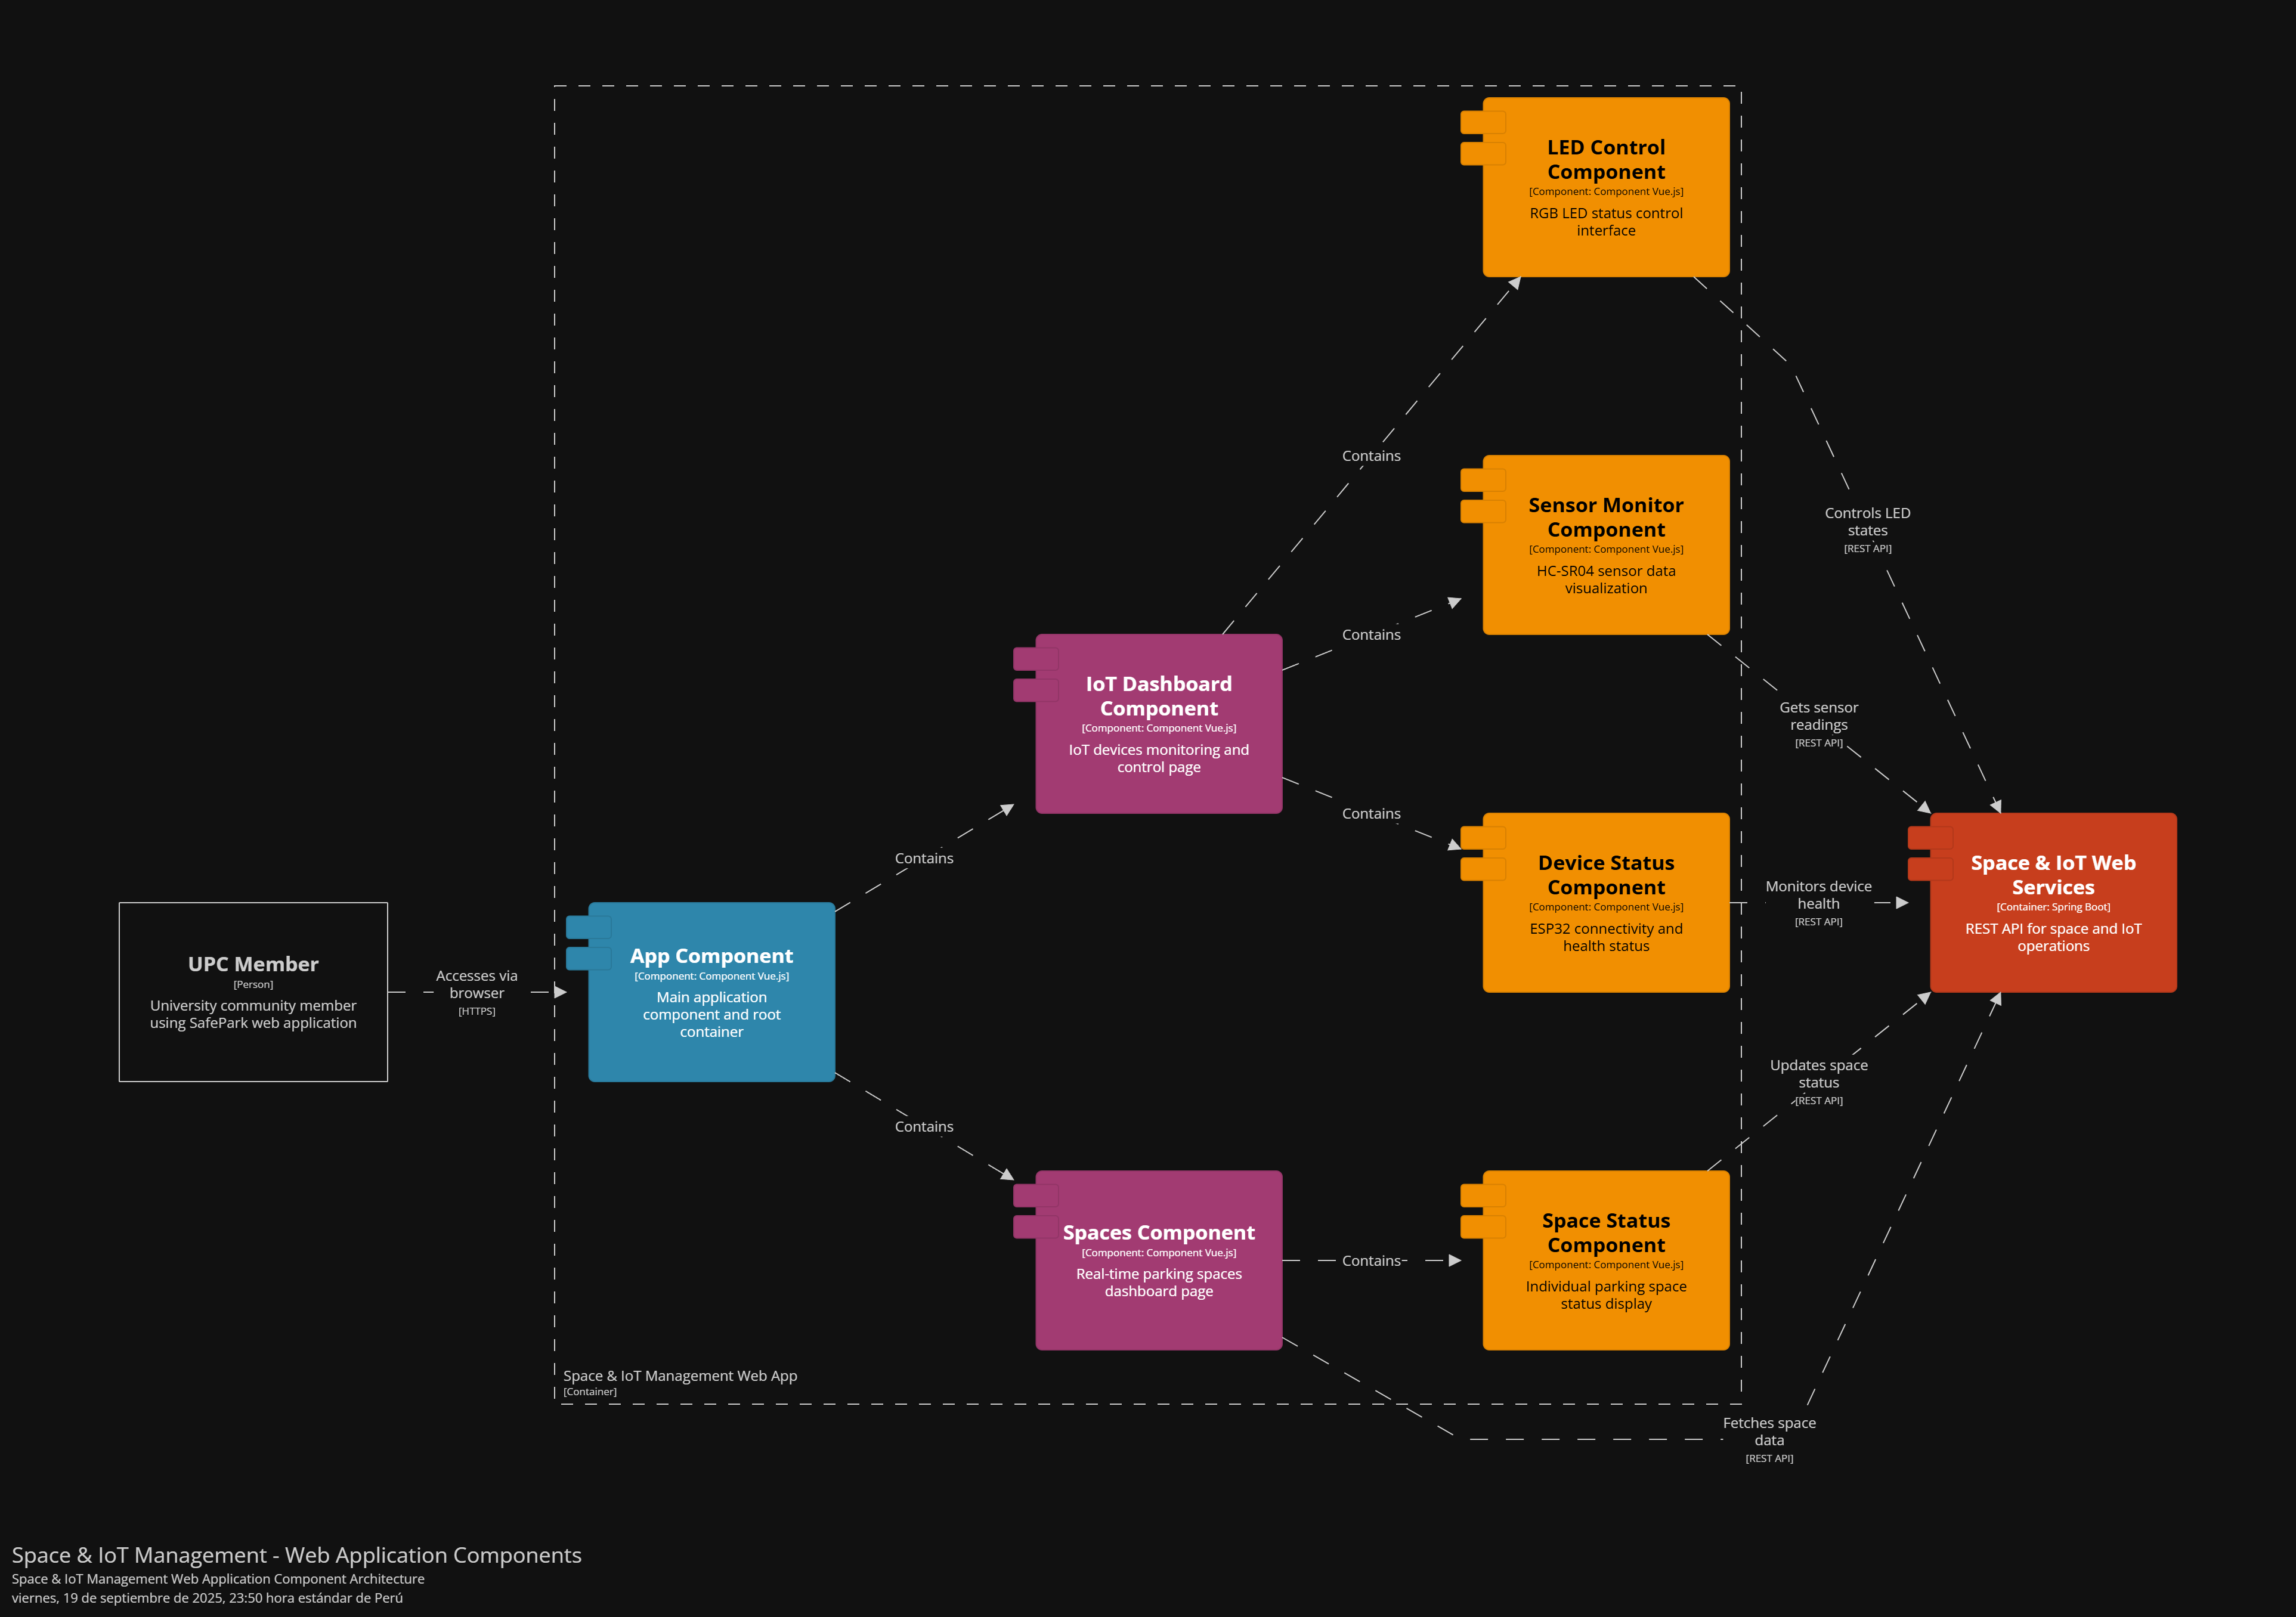 LED Control
Component
[Component: Component Vue.js]
RGB LED status control
interface
Contains
Sensor Monitor
Component
[Component: Component Vue.js]
HC-SR04 sensor data
visualization
Controls LED
states
[REST API]
Contains
IoT Dashboard
Component
[Component: Component Vue.js]
IoT devices monitoring and
control page
Gets sensor
readings
[REST API]
Contains
Contains
Device Status
Component
[Component: Component Vue.js]
ESP32 connectivity and
health status
Monitors device
health
[REST API]
Space & IoT Web
Services
[Container: Spring Boot]
REST API for space and IoT
operations
UPC Member
[Person]
University community member
using SafePark web application
Accesses via
browser
[HTTPS]
App Component
[Component: Component Vue.js]
Main application
component and root
container
Contains
Updates space
status
[REST API]
Spaces Component
[Component: Component Vue.js]
Real-time parking spaces
dashboard page
Contains
Space Status
Component
[Component: Component Vue.js]
Individual parking space
status display
Space & IoT Management Web App
[Container]
Fetches space
data
[REST API]
Space & IoT Management - Web Application Components
Space & IoT Management Web Application Component Architecture
viernes, 19 de septiembre de 2025, 23:50 hora estándar de Perú